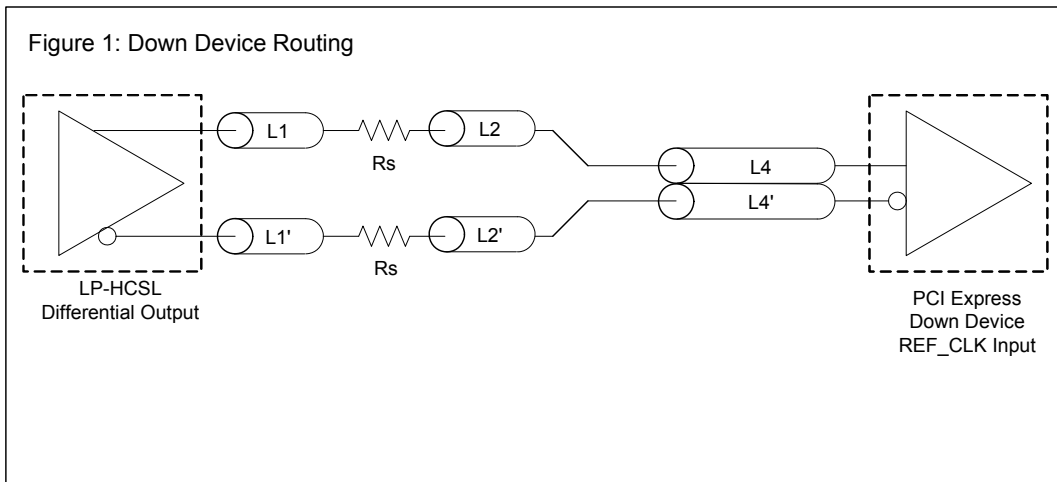 Figure 1: Down Device Routing
L1
Rs
L2
L4
L4'
L1'
Rs
L2'
LP-HCSL
Differential Output
PCI Express
Down Device
REF_CLK Input